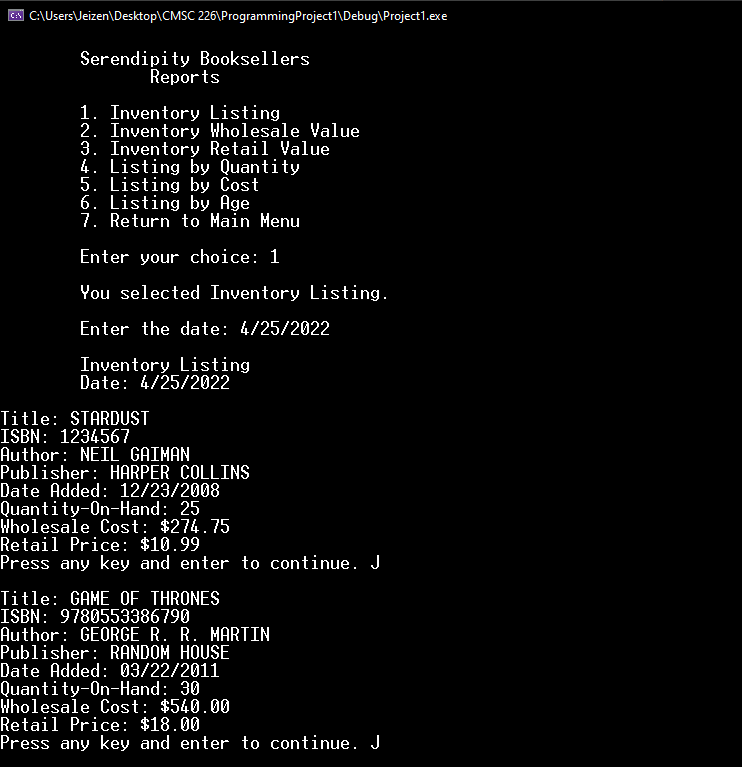 C:\Users\Jeizen\Desktop\CMSC 226\ProgrammingProject1\Debug\Project1.exe
Serendipity Booksellers
Reports
1. Inventory Listing
2. Inventory Wholesale Value
3. Inventory Retail Value
4. Listing by Quantity
5. Listing by Cost
6. Listing by Age
7. Return to Main Menu
Enter your choice: 1
You selected Inventory Listing.
Enter the date: 4/25/2022
Inventory Listing
Date: 4/25/2022
Title: STARDUST
ISBN: 1234567
Author: NEIL GAIMAN
Publisher: HARPER COLLINS
Date Added: 12/23/2008
Quantity-On-Hand: 25
Wholesale Cost: $274.75
Retail Price: $10.99
Press any key and enter to continue. J
Title: GAME OF THRONES
ISBN: 9780553386790
Author: GEORGE R. R. MARTIN
Publisher: RANDOM HOUSE
Date Added: 03/22/2011
Quantity-On-Hand: 30
Wholesale Cost: $540.00
Retail Price: $18.00
Press any key and enter to continue. J